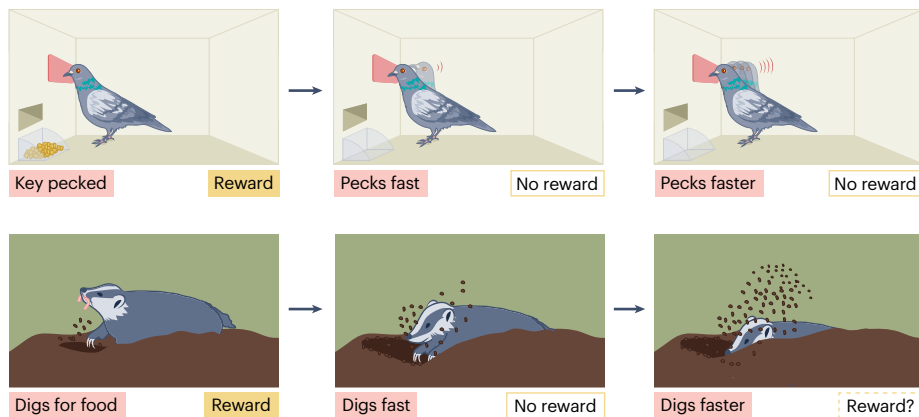 Key pecked
Reward
Pecks fast
No reward
Pecks faster
No reward
Digs for food
Reward
Digs fast
No reward
Digs faster
Reward?